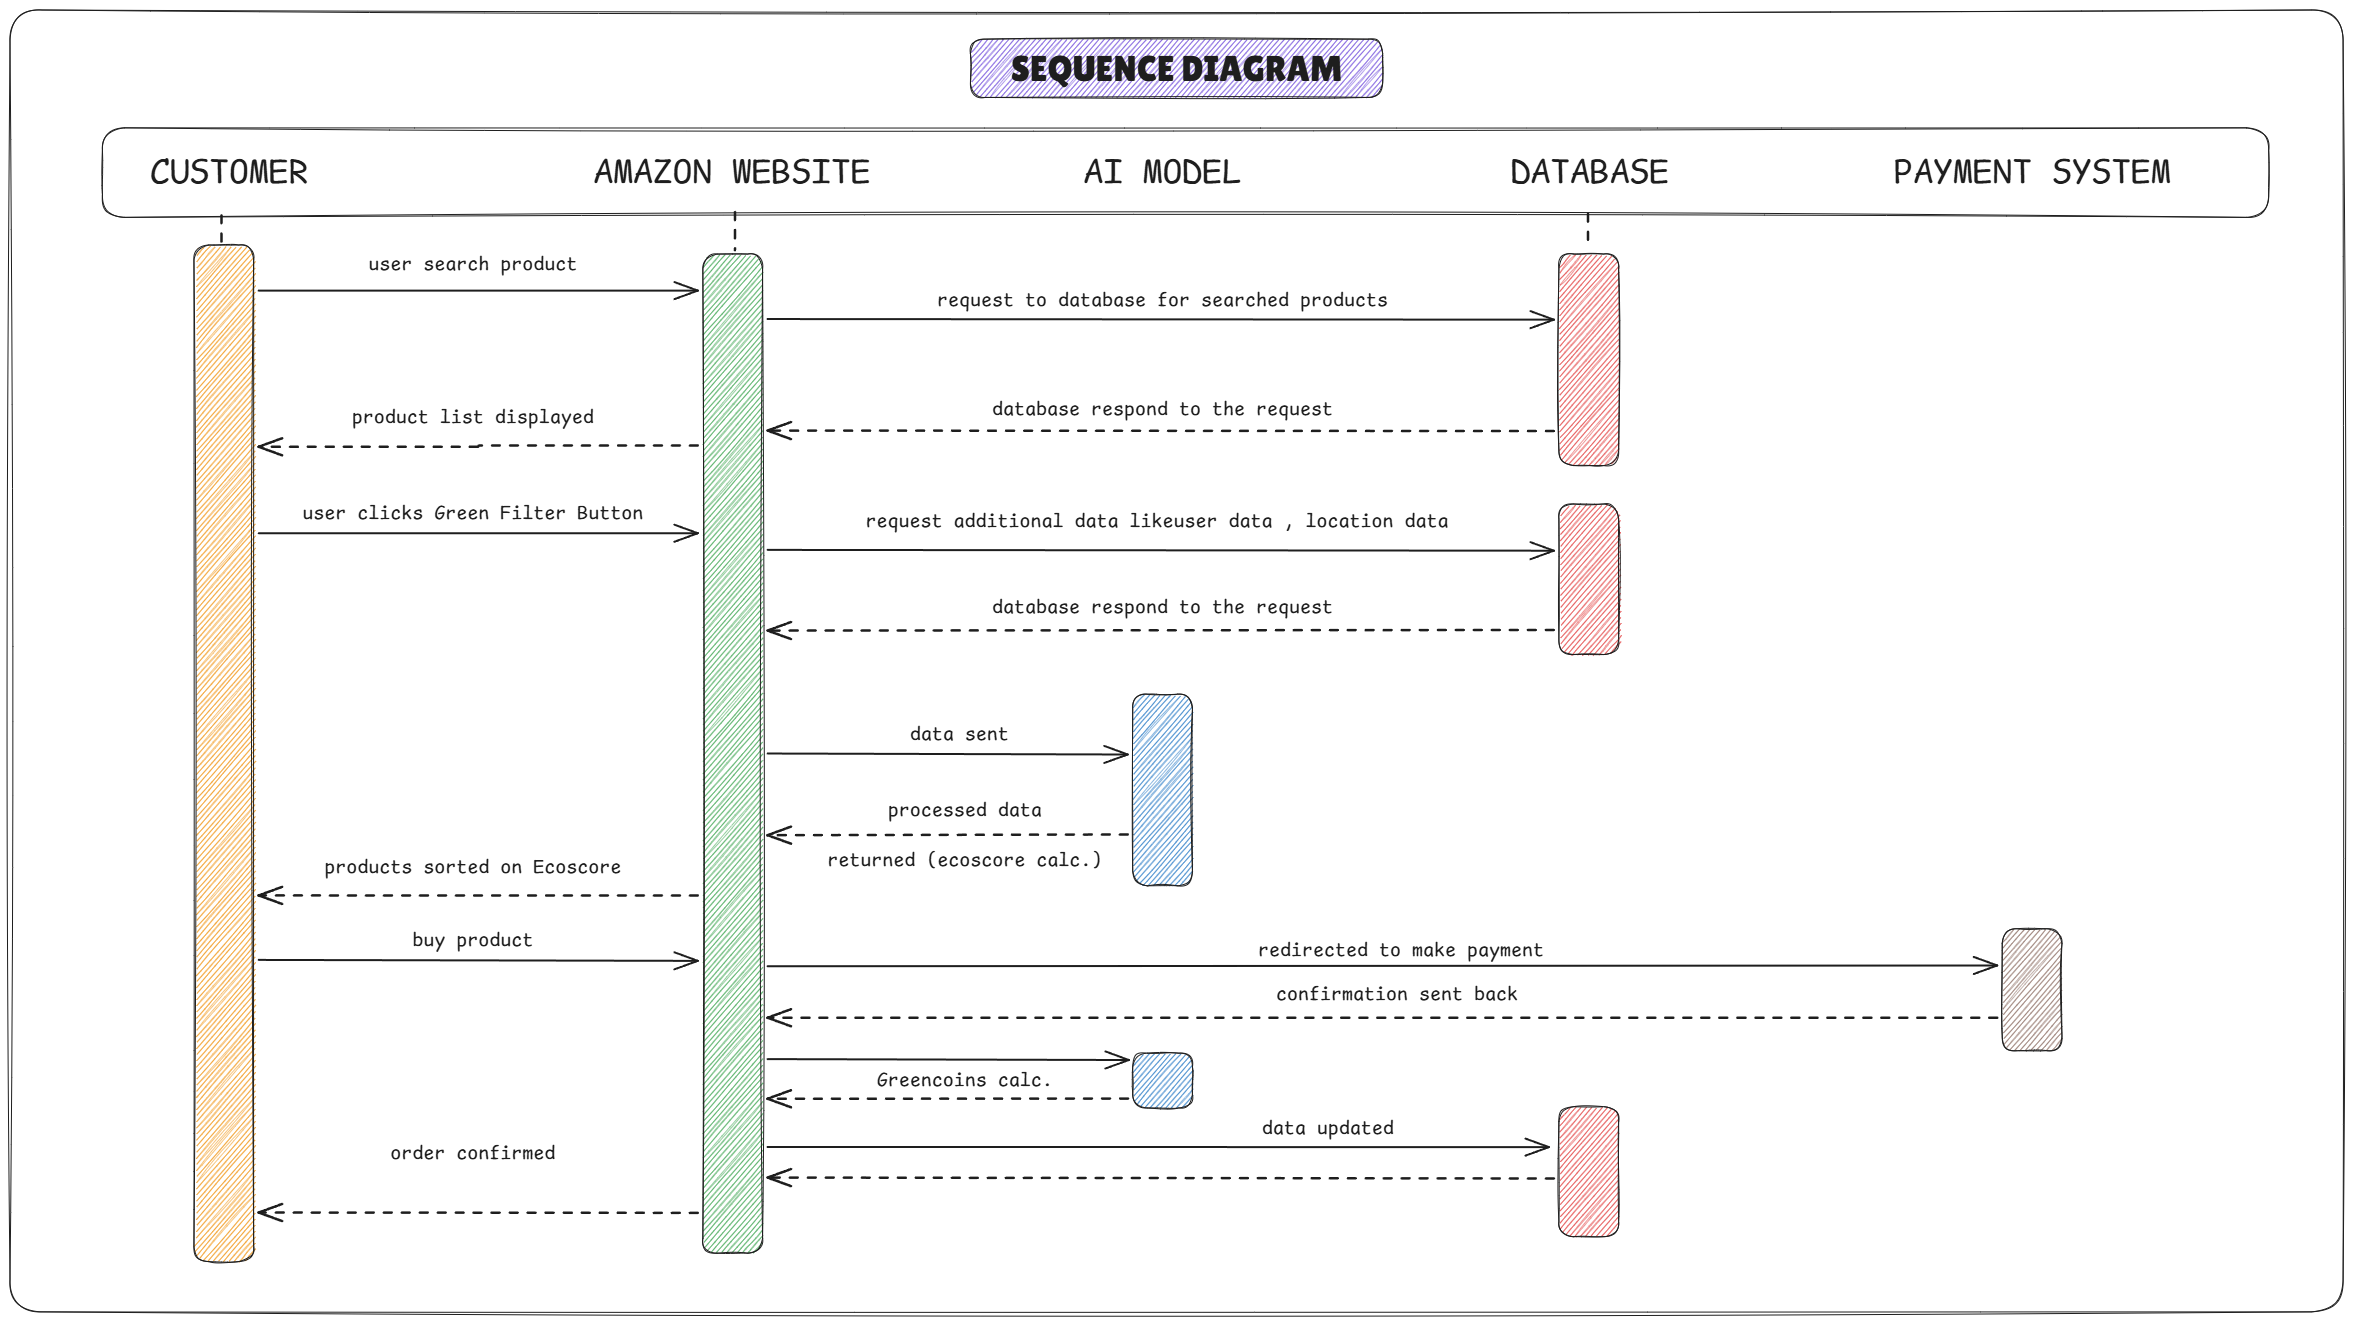 SEQUENCE DIAGRAM
CUSTOMER
AMAZON WEBSITE
AI MODEL
DATABASE
PAYMENT SYSTEM
user search product
request to database for searched products
database respond to the request
product list displayed
user clicks Green Filter Button
request additional data likeuser data , location data
database respond to the request
data sent
processed data
returned (ecoscore calc.)
products sorted on Ecoscore
buy product
redirected to make payment
confirmation sent back
Greencoins calc.
data updated
order confirmed